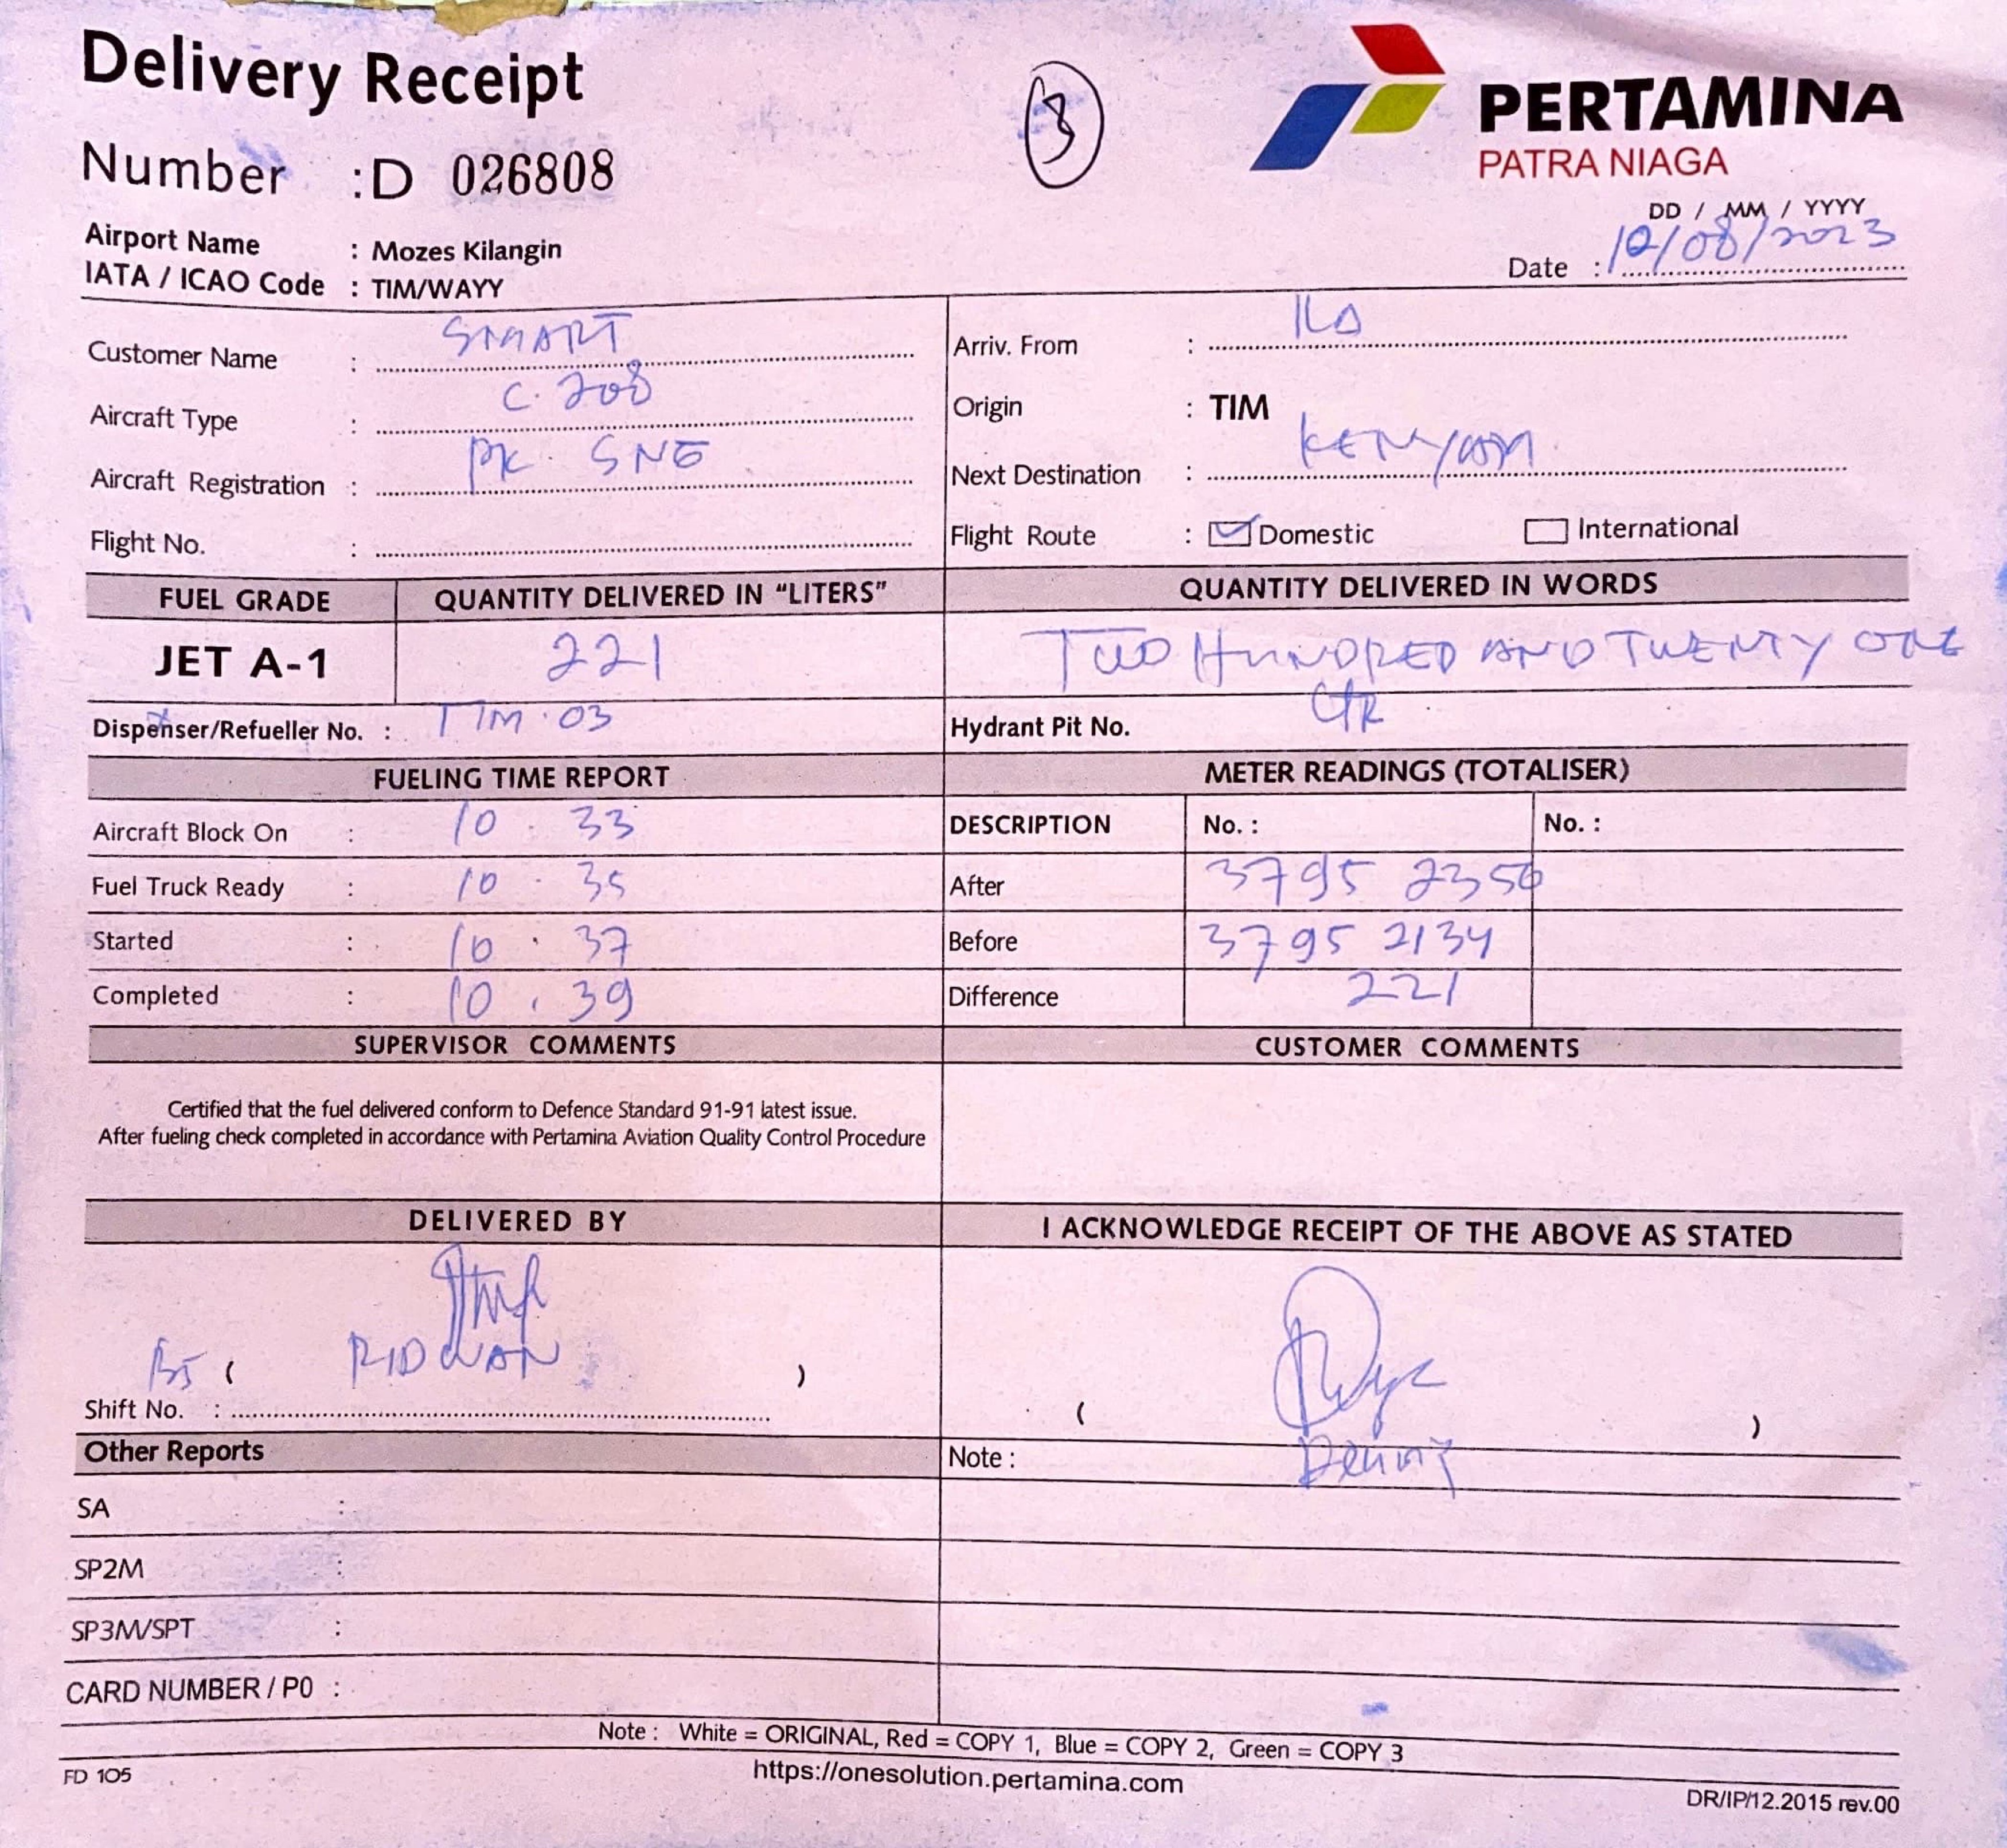 Delivery Receipt
3
PERTAMINA
PATRA NIAGA
Number : D 026808
DD / MM / YYYY
Date : 10/08/2023
Airport Name : Mozes Kilangin
IATA / ICAO Code : TIM/WAYY
Customer Name : SMART
Aircraft Type : C. 208
Aircraft Registration : PK. SNE
Flight No. :
Arriv. From :
Origin : TIM
Next Destination : KENYAM
Flight Route : Domestic International
FUEL GRADE QUANTITY DELIVERED IN "LITERS" QUANTITY DELIVERED IN WORDS
JET A-1 221 TWO HUNDRED AND TWENTY ONE
LTR
Dispenser/Refueller No. : TIM . 03 Hydrant Pit No.
FUELING TIME REPORT
Aircraft Block On : 10 . 33
Fuel Truck Ready : 10 . 35
Started : 10 . 37
Completed : 10 . 39
METER READINGS (TOTALISER)
DESCRIPTION No. : No. :
After 3795
Before 3795 2134
Difference 221
SUPERVISOR COMMENTS CUSTOMER COMMENTS
Certified that the fuel delivered conform to Defence Standard 91-91 latest issue.
After fueling check completed in accordance with Pertamina Aviation Quality Control Procedure
DELIVERED BY I ACKNOWLEDGE RECEIPT OF THE ABOVE AS STATED
( RIDWAN )
Shift No. :
( )
Denny
Other Reports Note :
SA :
SP2M :
SP3M/SPT :
CARD NUMBER / P0 :
Note : White = ORIGINAL, Red = COPY 1, Blue = COPY 2, Green = COPY 3
FD 105
https://onesolution.pertamina.com
DR/IP/12.2015 rev.00